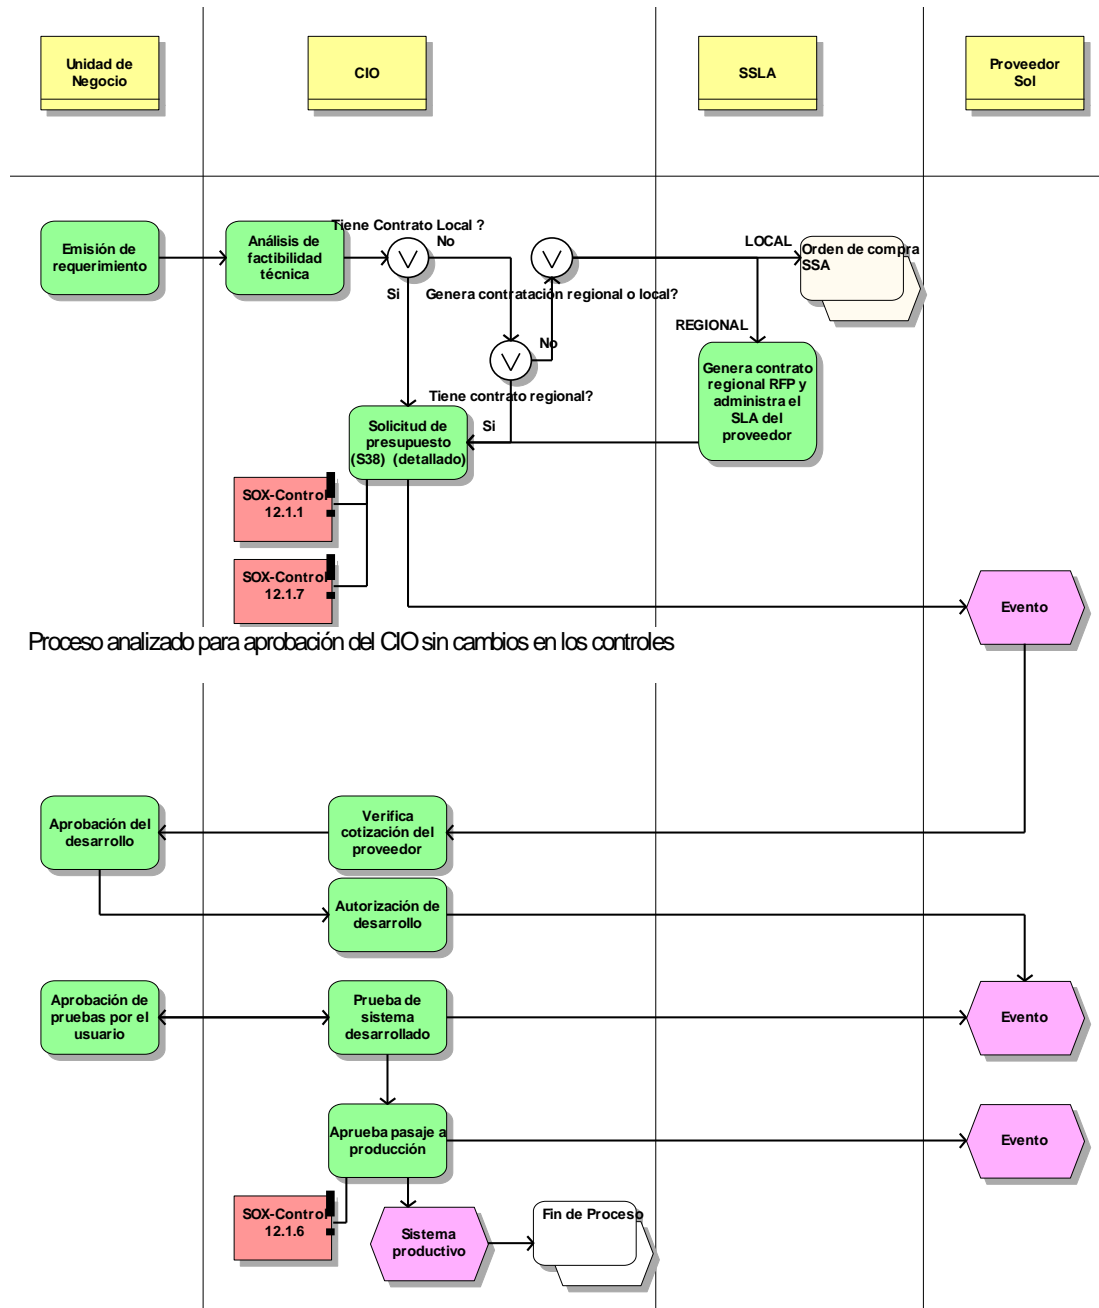 Unidad de
Negocio
CIO
SSLA
Proveedor
Sol
Tiene Contrato Local ?
No
Emisión de
requerimiento
Análisis de
factibilidad
técnica
LOCAL
Orden de compra
SSA
Si
Genera contratación regional o local?
REGIONAL
No
Tiene contrato regional?
Genera contrato
regional RFP y
administra el
SLA del
proveedor
Solicitud de
presupuesto
(S38) (detallado)
Si
SOX-Control
12.1.1
SOX-Control
12.1.7
Evento
Proceso analizado para aprobación del CIO sin cambios en los controles
Aprobación del
desarrollo
Verifica
cotización del
proveedor
Autorización de
desarrollo
Aprobación de
pruebas por el
usuario
Prueba de
sistema
desarrollado
Evento
Aprueba pasaje a
producción
Evento
SOX-Control
12.1.6
Sistema
productivo
Fin de Proceso